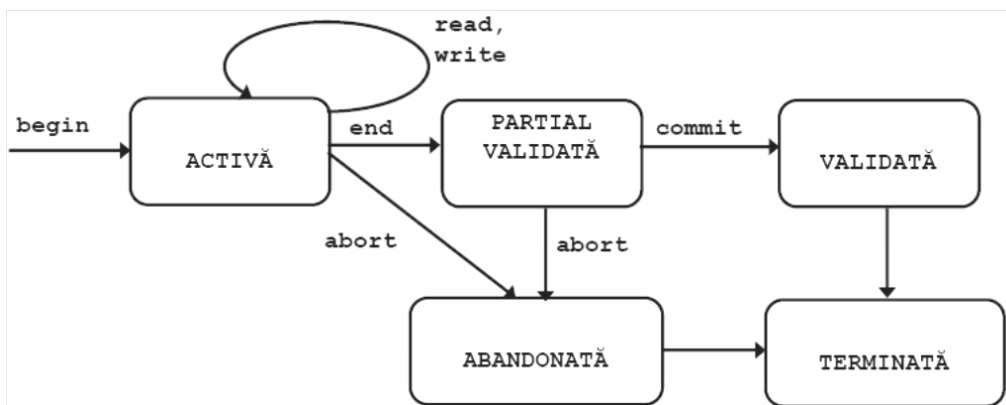 read,
write
begin
ACTIVĂ
end
PARTIAL
VALIDATĂ
commit
VALIDATĂ
abort
abort
ABANDONATĂ
TERMINATĂ